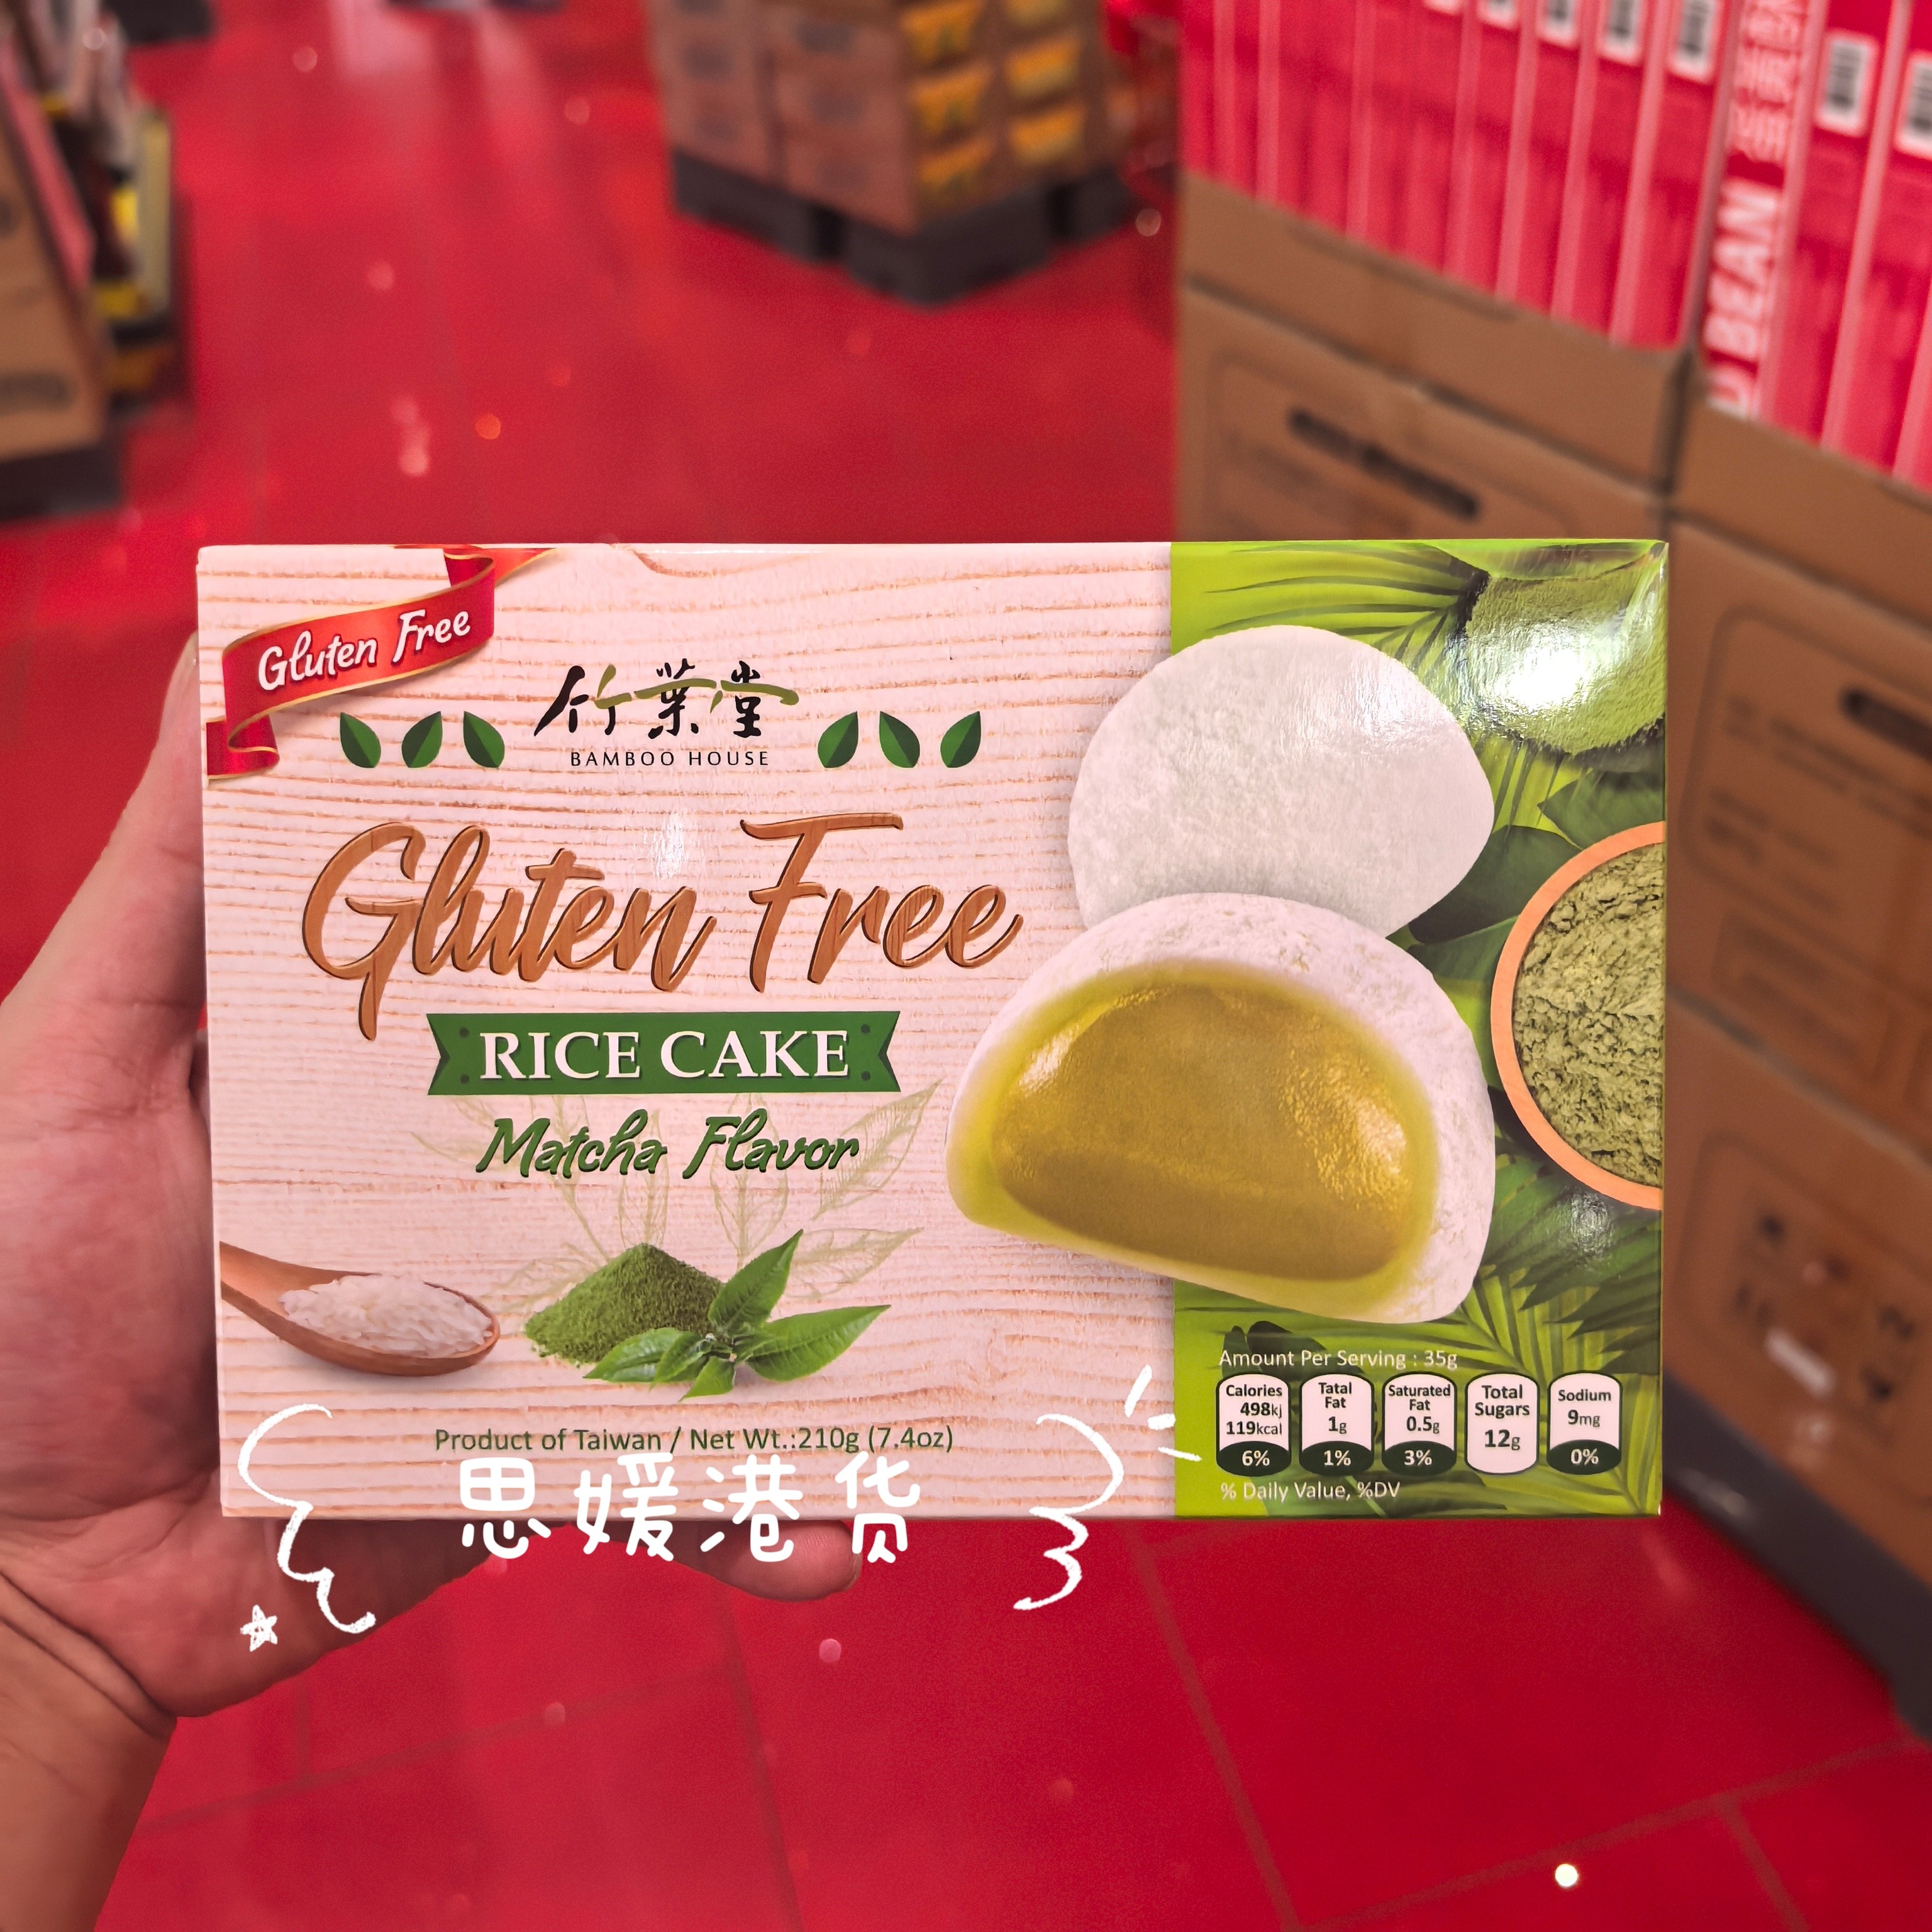 Gluten Free
竹葉堂
BAMBOO HOUSE
Gluten Free
RICE CAKE
Matcha Flavor
Product of Taiwan / Net Wt.:210g (7.4oz)
Amount Per Serving : 35g
Calories 498kj 119kcal 6%
Tatal Fat 1g 1%
Saturated Fat 0.5g 3%
Total Sugars 12g
Sodium 9mg 0%
% Daily Value, %DV
思媛港货
BEAN